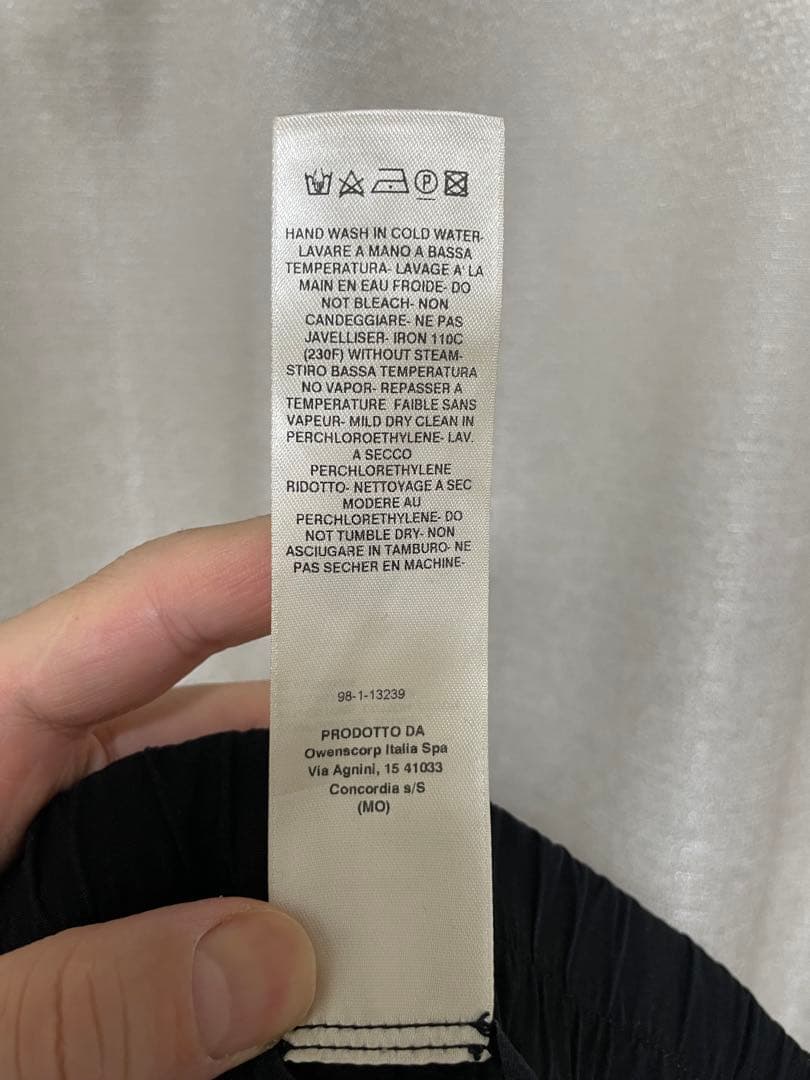 P
HAND WASH IN COLD WATER-
LAVARE A MANO A BASSA
TEMPERATURA- LAVAGE A' LA
MAIN EN EAU FROIDE- DO
NOT BLEACH- NON
CANDEGGIARE- NE PAS
JAVELLISER- IRON 110C
(230F) WITHOUT STEAM-
STIRO BASSA TEMPERATURA
NO VAPOR- REPASSER A
TEMPERATURE FAIBLE SANS
VAPEUR- MILD DRY CLEAN IN
PERCHLOROETHYLENE- LAV.
A SECCO
PERCHLORETHYLENE
RIDOTTO- NETTOYAGE A SEC
MODERE AU
PERCHLORETHYLENE- DO
NOT TUMBLE DRY- NON
ASCIUGARE IN TAMBURO- NE
PAS SECHER EN MACHINE-
98-1-13239
PRODOTTO DA
Owenscorp Italia Spa
Via Agnini, 15 41033
Concordia s/S
(MO)